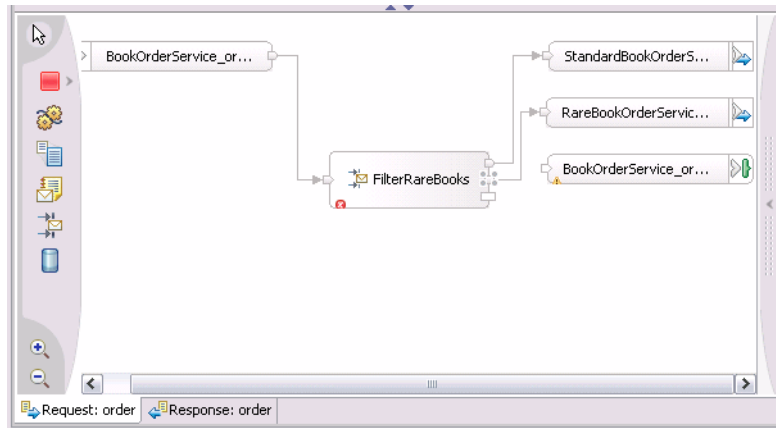 BookOrderService_or...
StandardBookOrderS...
RareBookOrderServic...
FilterRareBooks
BookOrderService_or...
Request: order
Response: order